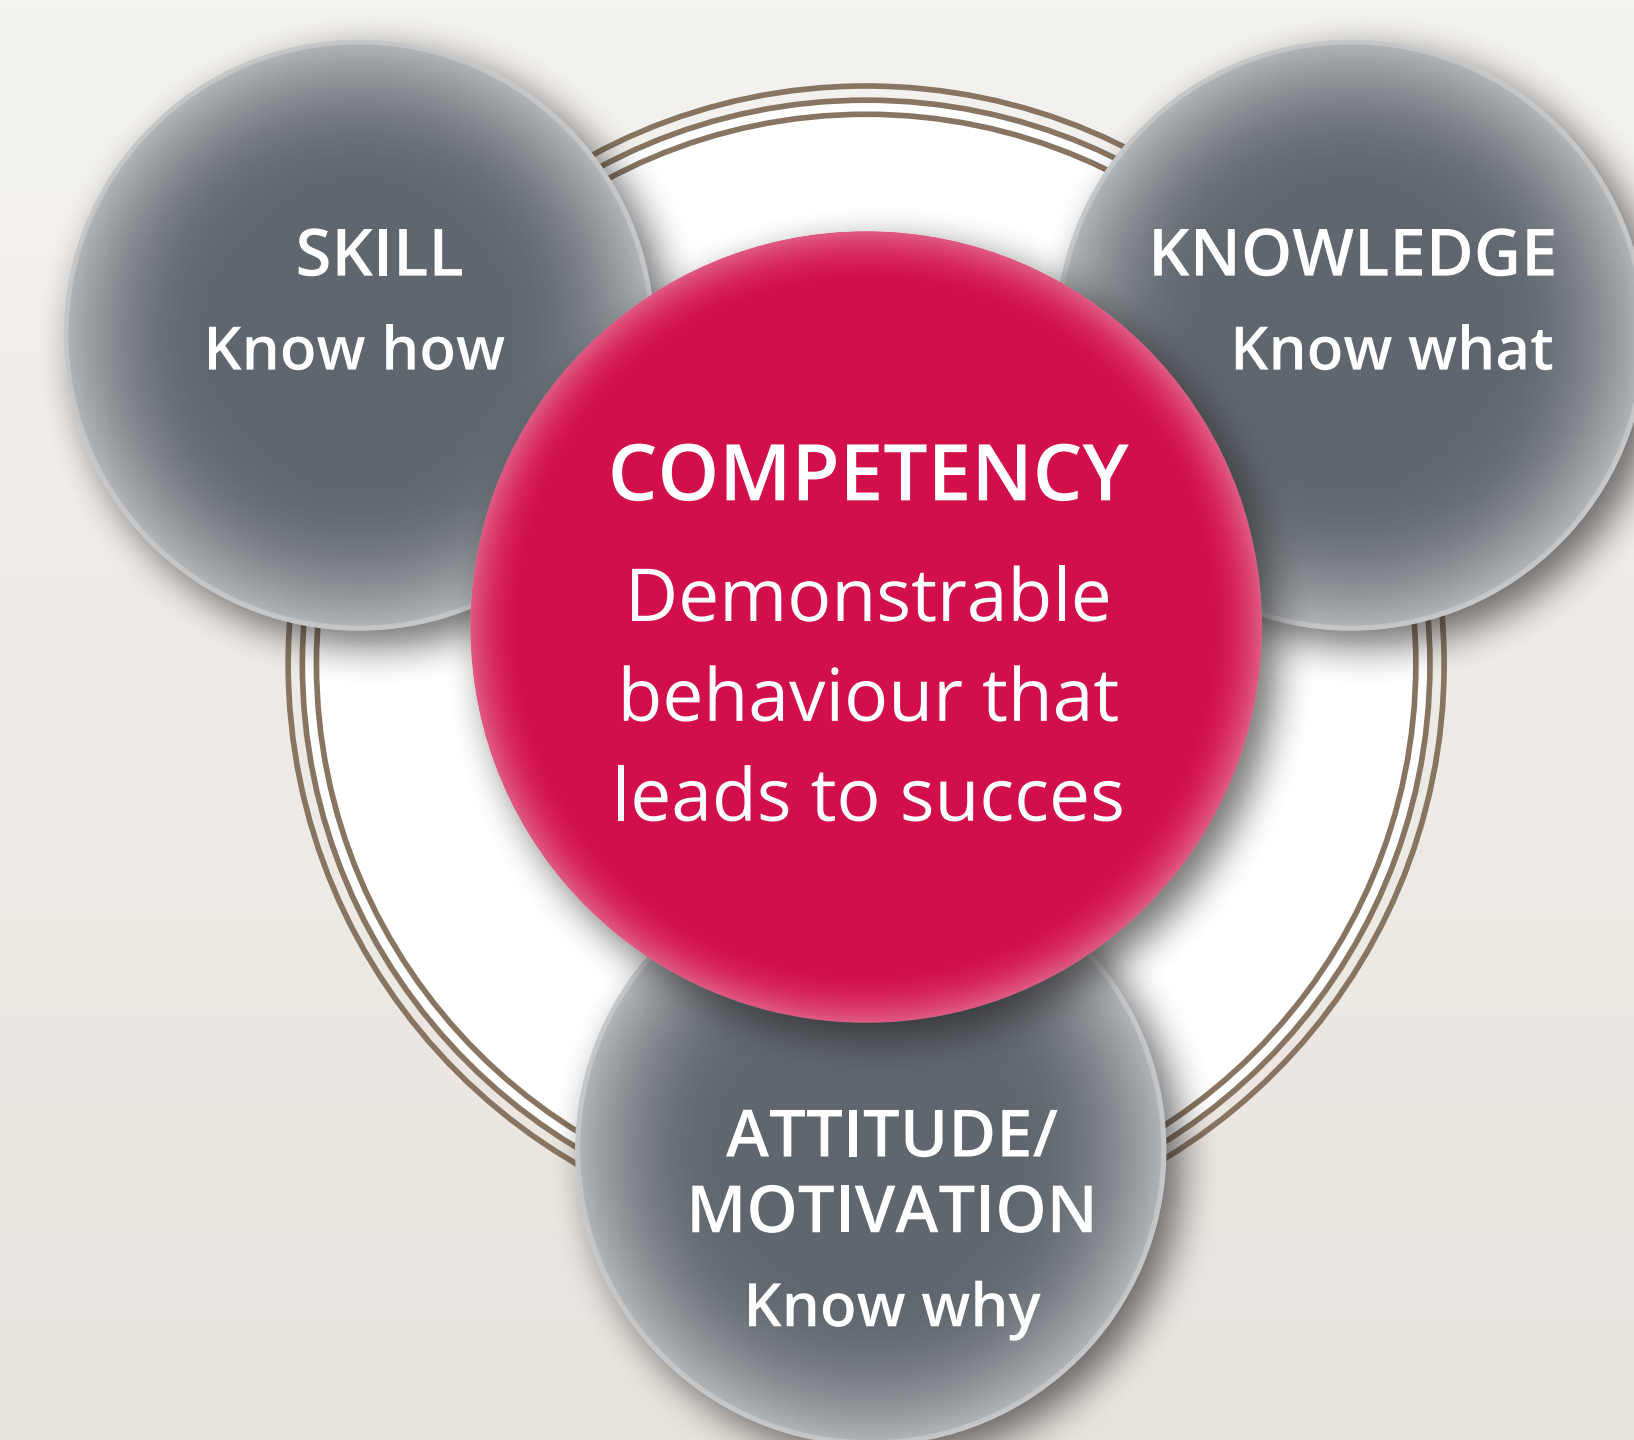 SKILL
Know how
KNOWLEDGE
Know what
COMPETENCY
Demonstrable
behaviour that
leads to succes
ATTITUDE/
MOTIVATION
Know why